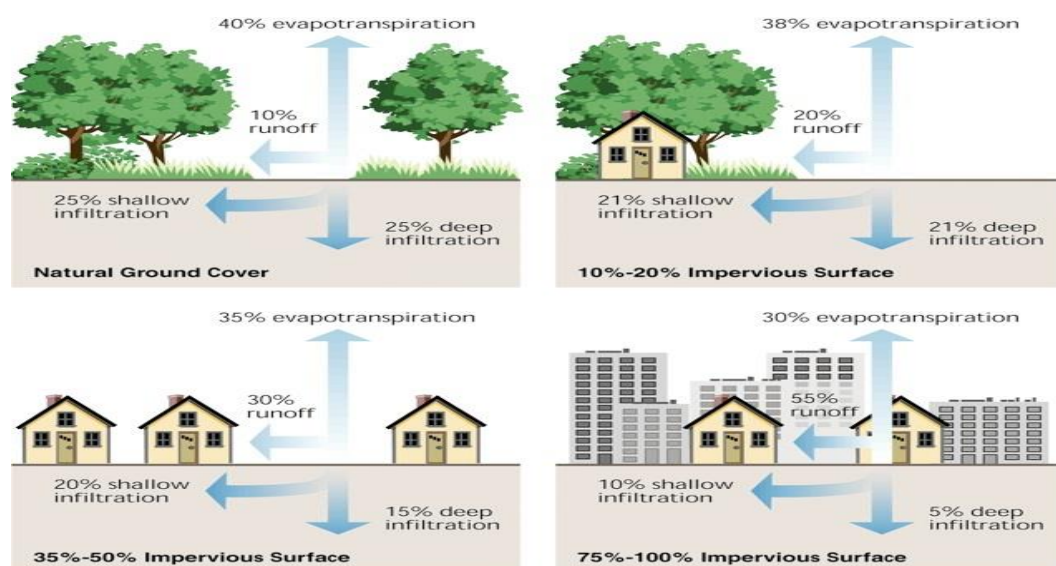 40% evapotranspiration
10%
runoff
25% shallow
infiltration
25% deep
infiltration
Natural Ground Cover
38% evapotranspiration
20%
runoff
21% shallow
infiltration
21% deep
infiltration
10%-20% Impervious Surface
35% evapotranspiration
30%
runoff
20% shallow
infiltration
15% deep
infiltration
35%-50% Impervious Surface
30% evapotranspiration
55%
runoff
10% shallow
infiltration
5% deep
infiltration
75%-100% Impervious Surface